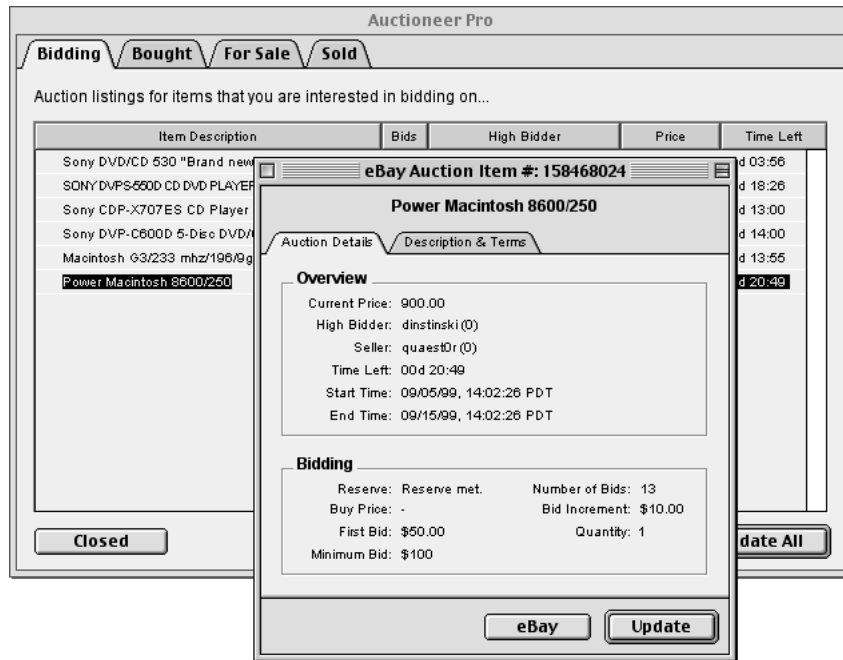 Auctioneer Pro
Bidding Bought For Sale Sold
Auction listings for items that you are interested in bidding on...
Item Description Bids High Bidder Price Time Left
Sony DVD/CD 530 "Brand new d 03:56
SONY DVPS-550D CD DVD PLAYER d 18:26
Sony CDP-X707ES CD Player d 13:00
Sony DVP-C600D 5-Disc DVD/ d 14:00
Macintosh G3/233 mhz/196/9g d 13:55
Power Macintosh 8600/250 d 20:49
Closed
date All
eBay Auction Item #: 158468024
Power Macintosh 8600/250
Auction Details Description & Terms
Overview
Current Price: 900.00
High Bidder: dinstinski (0)
Seller: quaest0r (0)
Time Left: 00d 20:49
Start Time: 09/05/99, 14:02:26 PDT
End Time: 09/15/99, 14:02:26 PDT
Bidding
Reserve: Reserve met. Number of Bids: 13
Buy Price: - Bid Increment: $10.00
First Bid: $50.00 Quantity: 1
Minimum Bid: $100
eBay Update